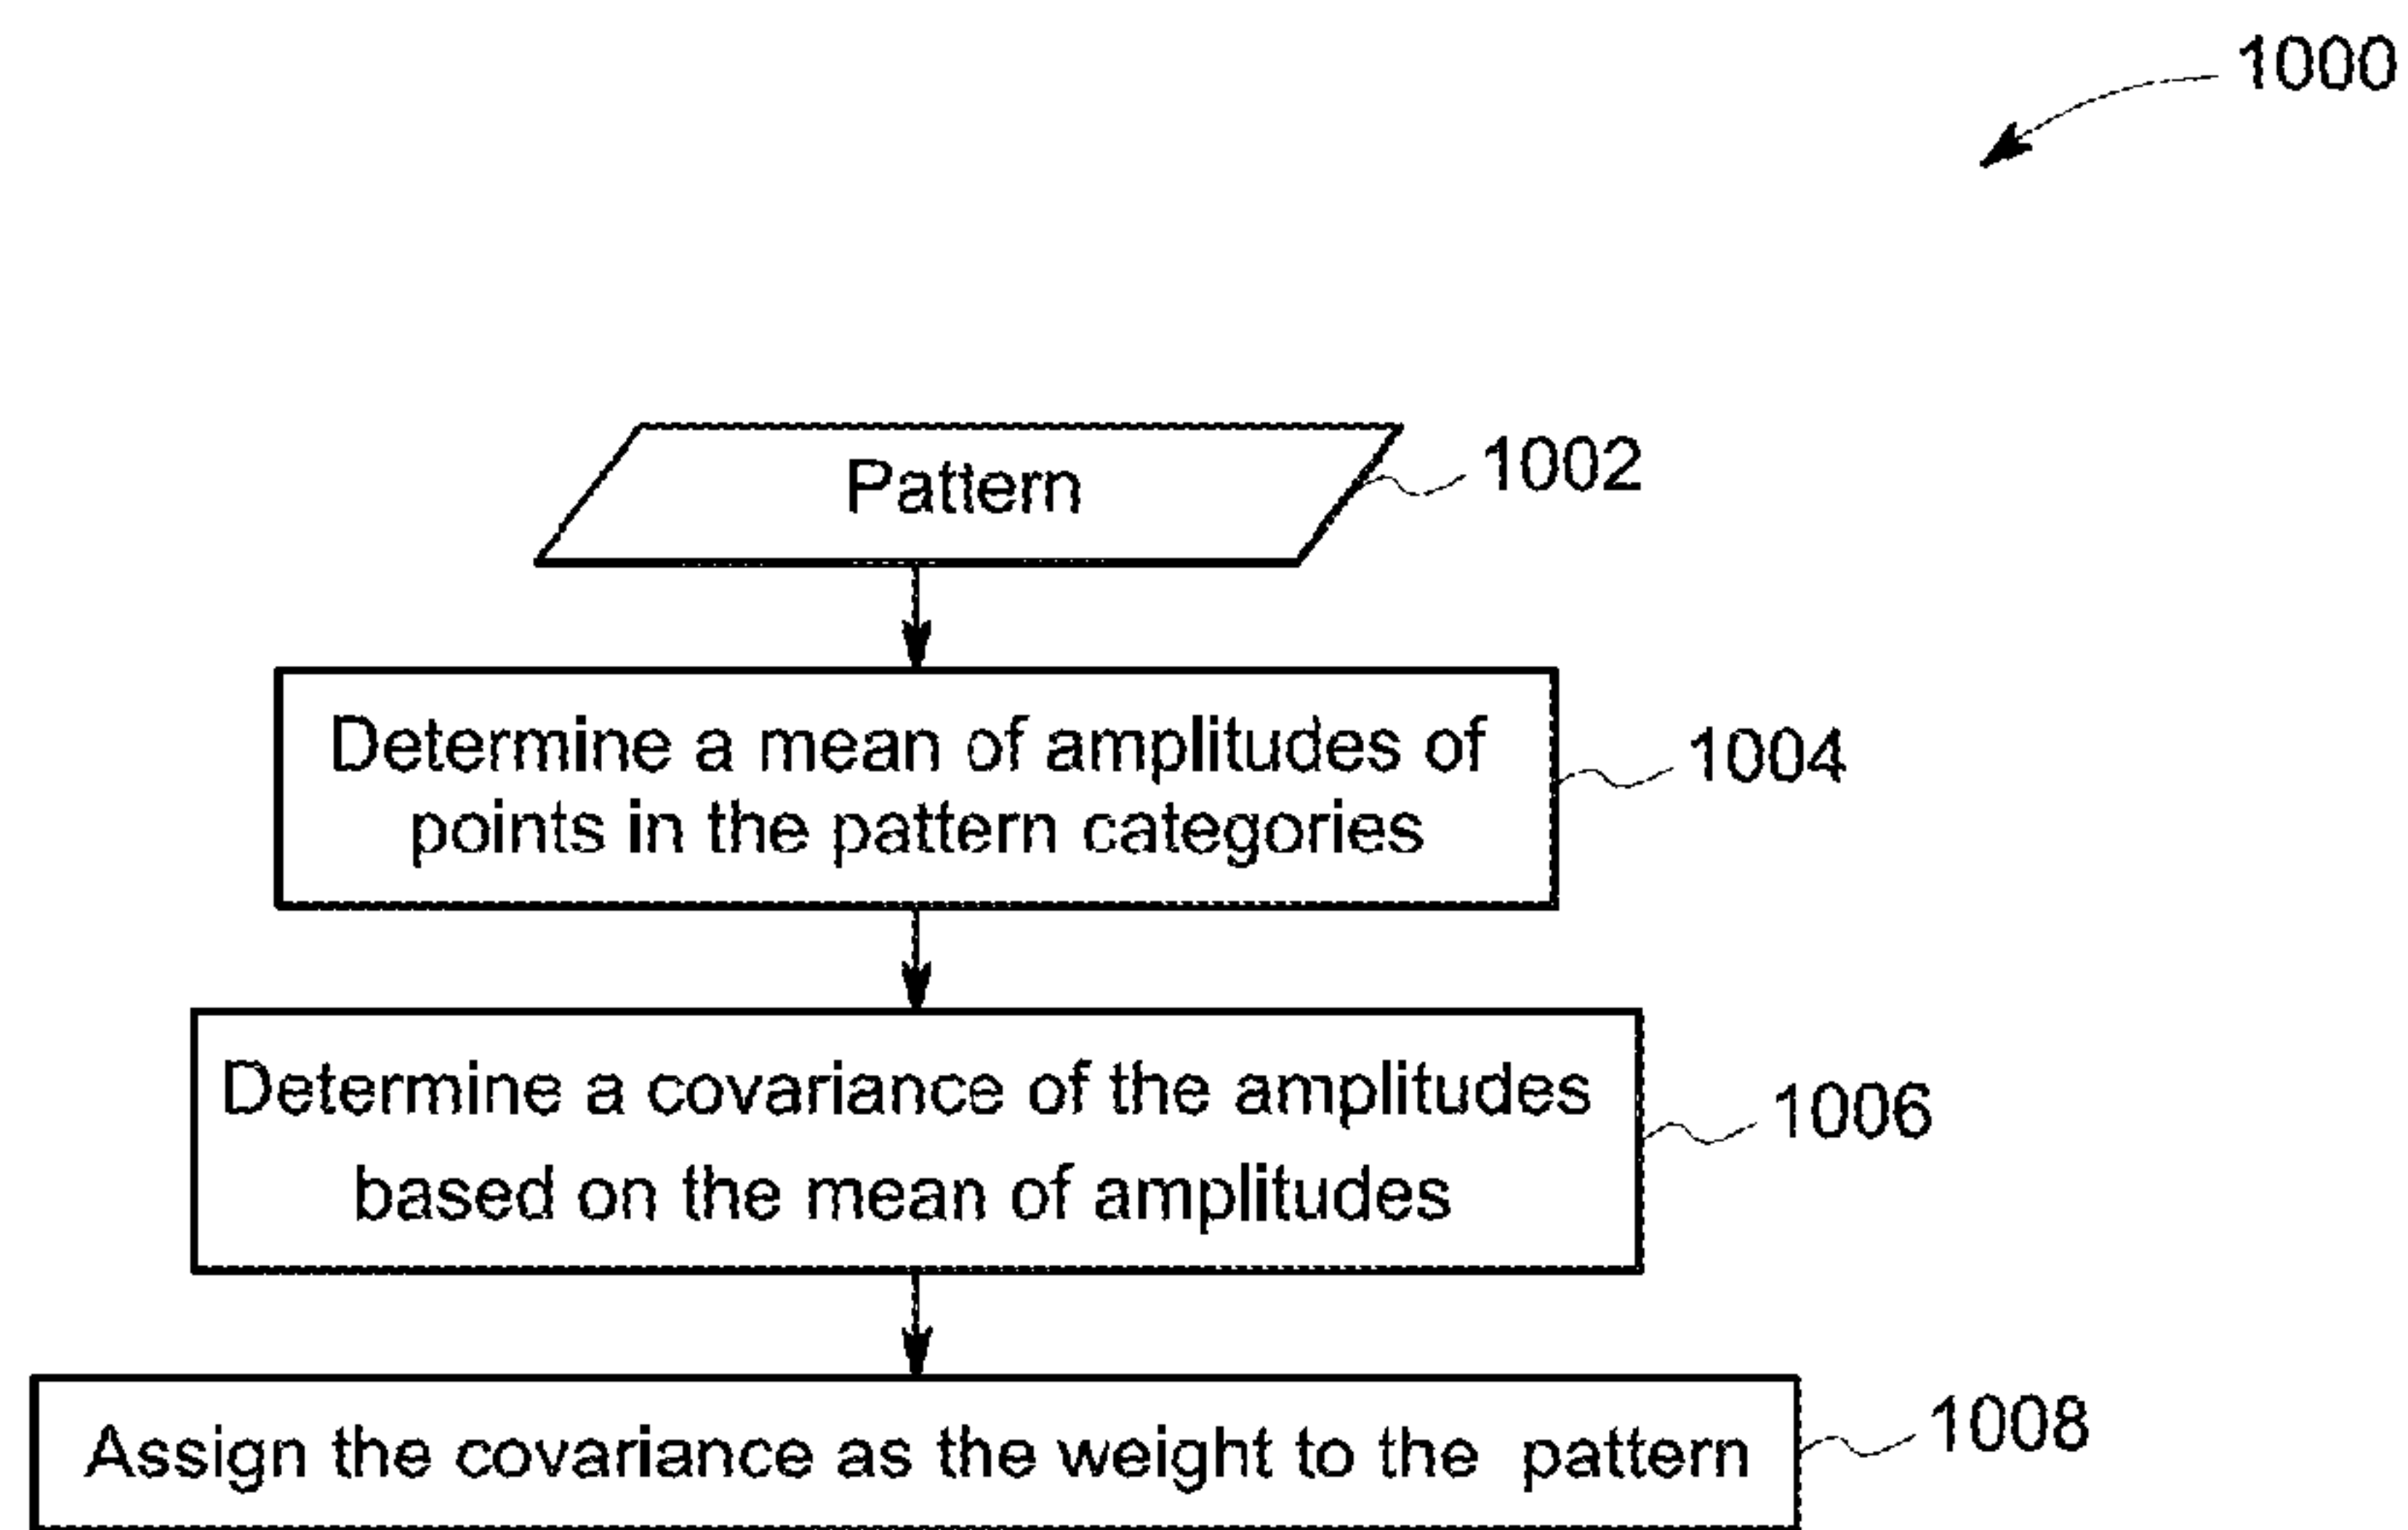 1000
Pattern
1002
Determine a mean of amplitudes of
points in the pattern categories
1004
Determine a covariance of the amplitudes
based on the mean of amplitudes
1006
Assign the covariance as the weight to the pattern
1008